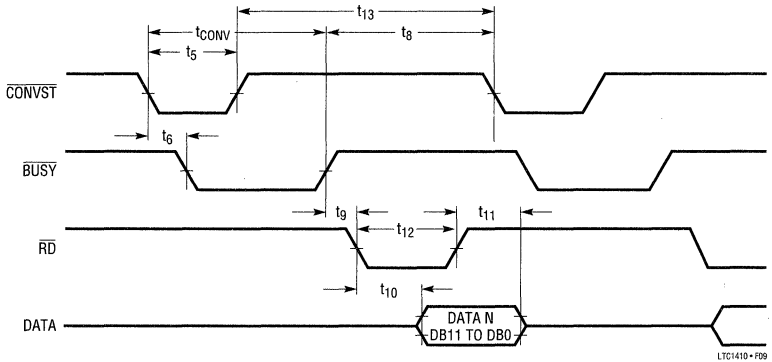 t13
tCONV
t8
t5
CONVST
t6
BUSY
t9
t12
t11
RD
t10
DATA
DATA N
DB11 TO DB0
LTC1410 • F09